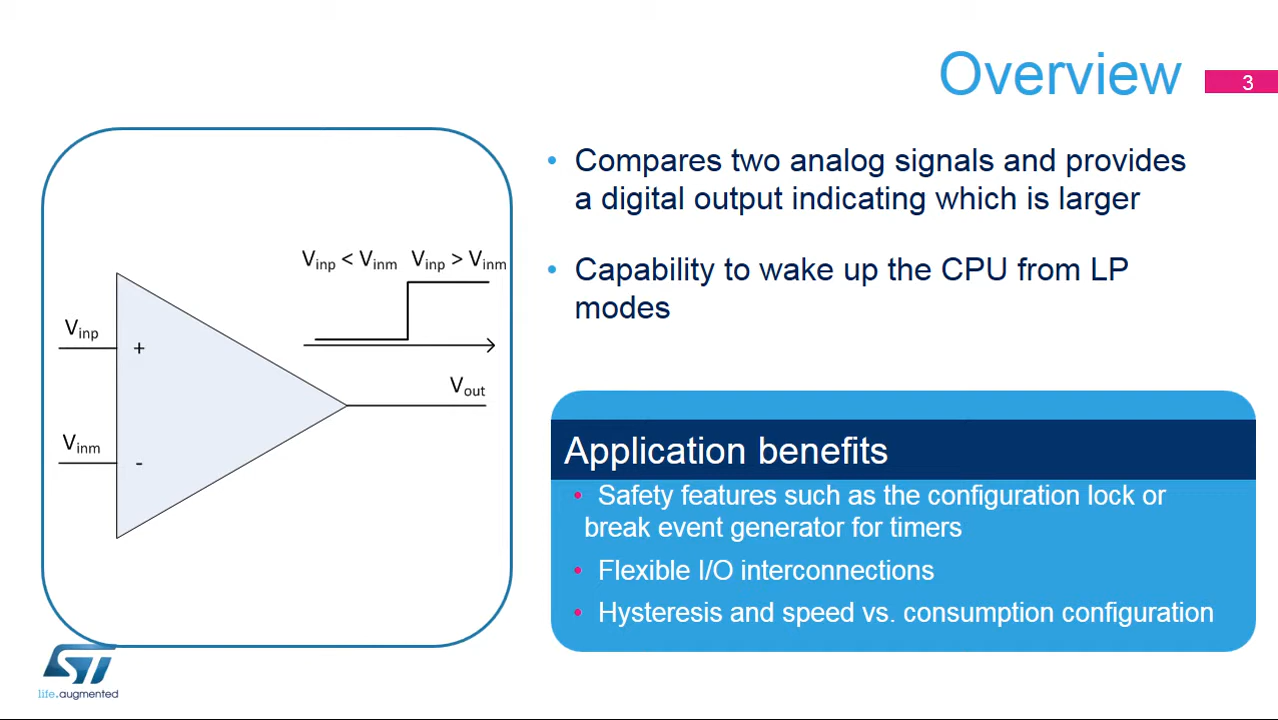 Overview
3
• Compares two analog signals and provides
a digital output indicating which is larger
• Capability to wake up the CPU from LP
modes
Vinp < Vinm Vinp > Vinm
Vinp
+
Vout
Vinm
-
Application benefits
• Safety features such as the configuration lock or
break event generator for timers
• Flexible I/O interconnections
• Hysteresis and speed vs. consumption configuration
ST
life.augmented